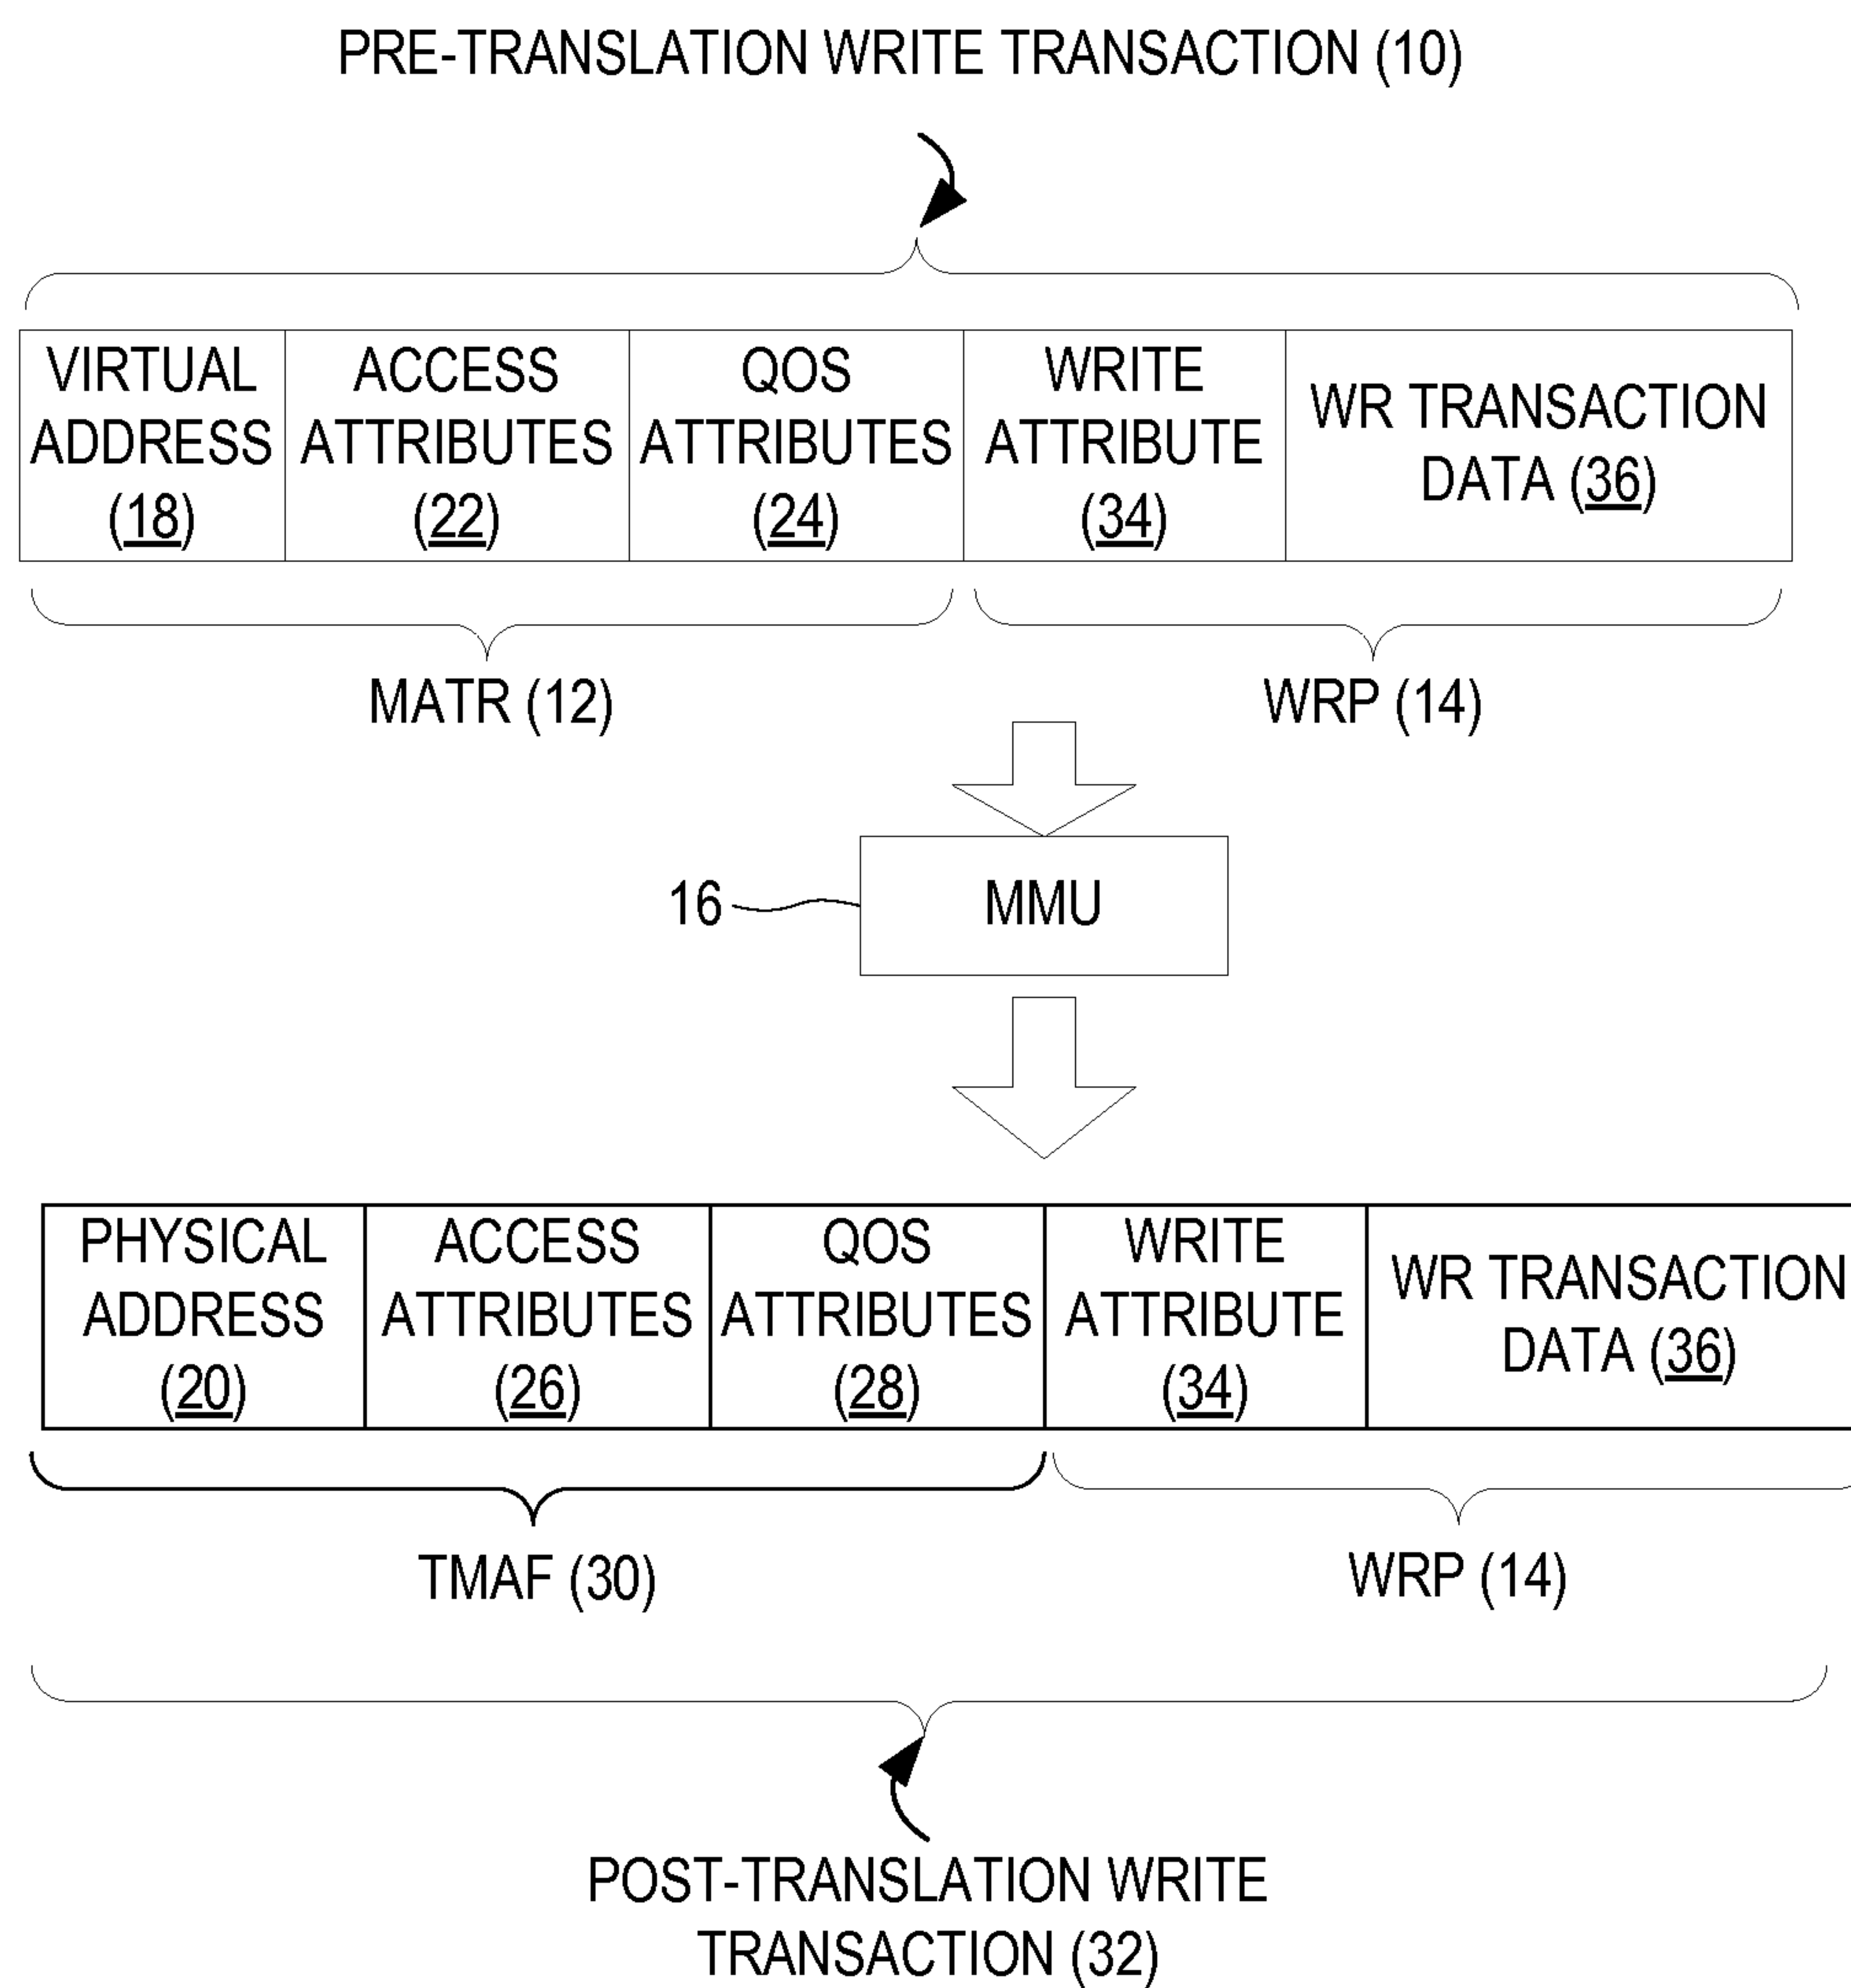 PRE-TRANSLATION WRITE TRANSACTION (10)
VIRTUAL
ADDRESS
(18)
ACCESS
ATTRIBUTES
(22)
QOS
ATTRIBUTES
(24)
WRITE
ATTRIBUTE
(34)
WR TRANSACTION
DATA (36)
MATR (12)
WRP (14)
16
MMU
PHYSICAL
ADDRESS
(20)
ACCESS
ATTRIBUTES
(26)
QOS
ATTRIBUTES
(28)
WRITE
ATTRIBUTE
(34)
WR TRANSACTION
DATA (36)
TMAF (30)
WRP (14)
POST-TRANSLATION WRITE
TRANSACTION (32)